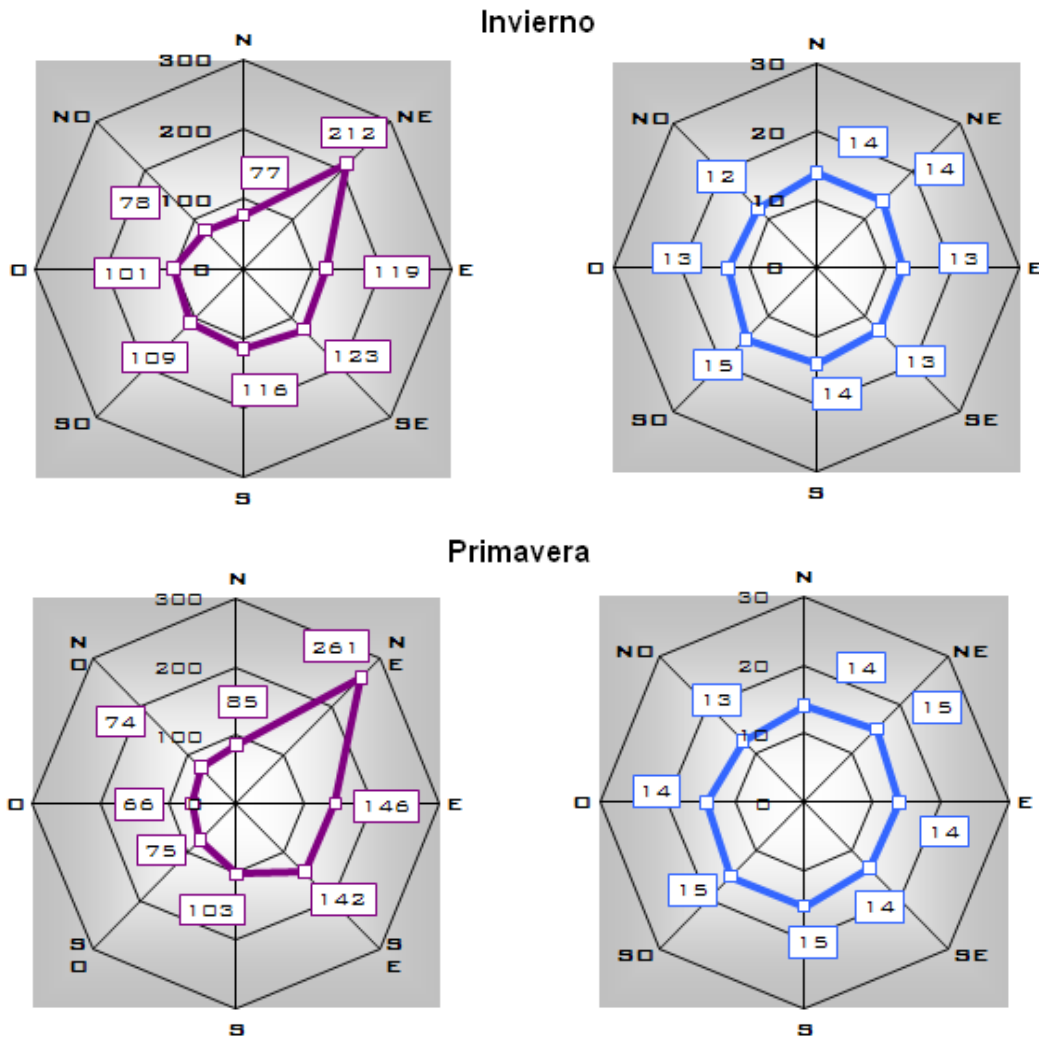 Invierno
N
300
NO
NE
200
212
77
14
14
78
100
12
O
101
0
119
E
109
123
116
SO
SE
S
N
30
NO
NE
20
10
O
13
0
13
E
15
13
14
SO
SE
S
Primavera
N
300
N
O
261
N
E
200
85
74
100
O
66
0
146
E
75
103
142
S
O
S
E
S
N
30
NO
NE
20
14
13
15
10
O
14
0
E
14
15
14
15
SO
SE
S